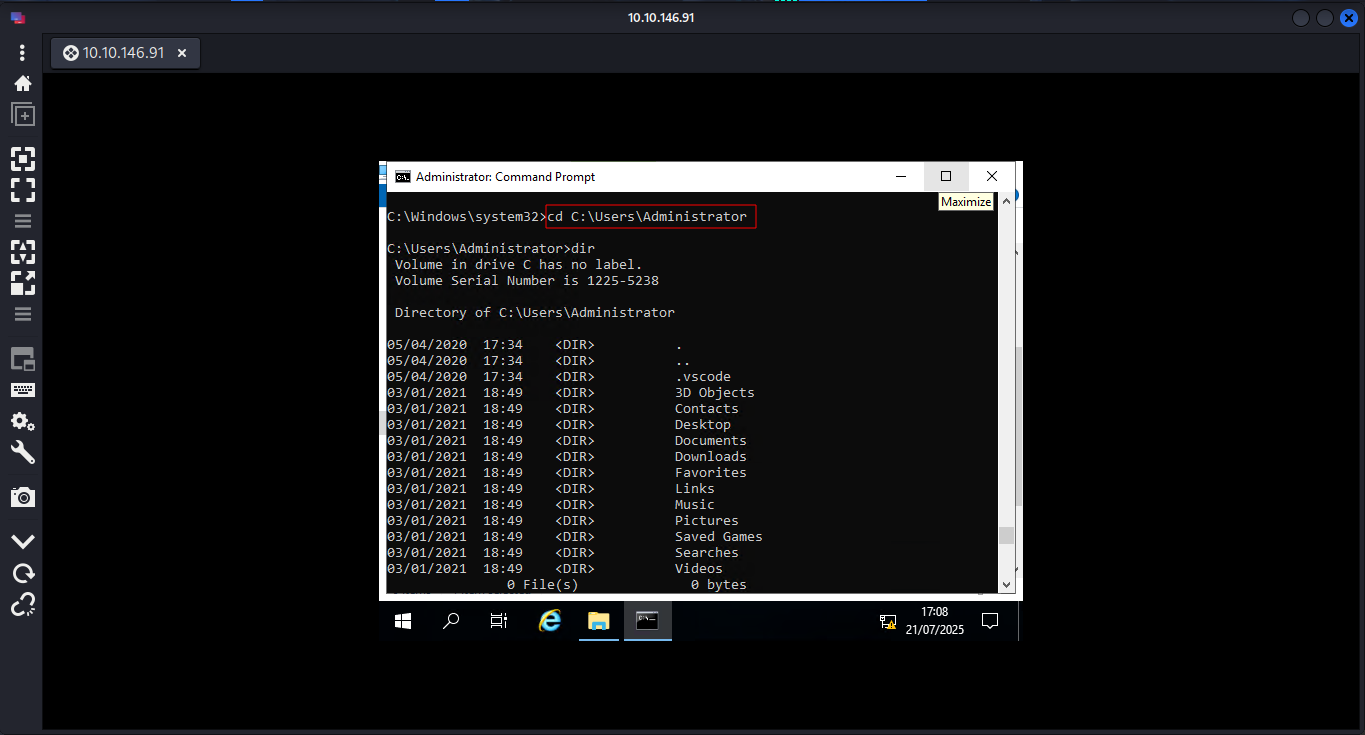 10.10.146.91
10.10.146.91
Administrator: Command Prompt
Maximize
C:\Windows\system32>cd C:\Users\Administrator
C:\Users\Administrator>dir
Volume in drive C has no label.
Volume Serial Number is 1225-5238
Directory of C:\Users\Administrator
05/04/2020 17:34 <DIR> .
05/04/2020 17:34 <DIR> ..
05/04/2020 17:34 <DIR> .vscode
03/01/2021 18:49 <DIR> 3D Objects
03/01/2021 18:49 <DIR> Contacts
03/01/2021 18:49 <DIR> Desktop
03/01/2021 18:49 <DIR> Documents
03/01/2021 18:49 <DIR> Downloads
03/01/2021 18:49 <DIR> Favorites
03/01/2021 18:49 <DIR> Links
03/01/2021 18:49 <DIR> Music
03/01/2021 18:49 <DIR> Pictures
03/01/2021 18:49 <DIR> Saved Games
03/01/2021 18:49 <DIR> Searches
03/01/2021 18:49 <DIR> Videos
0 File(s) 0 bytes
17:08
21/07/2025